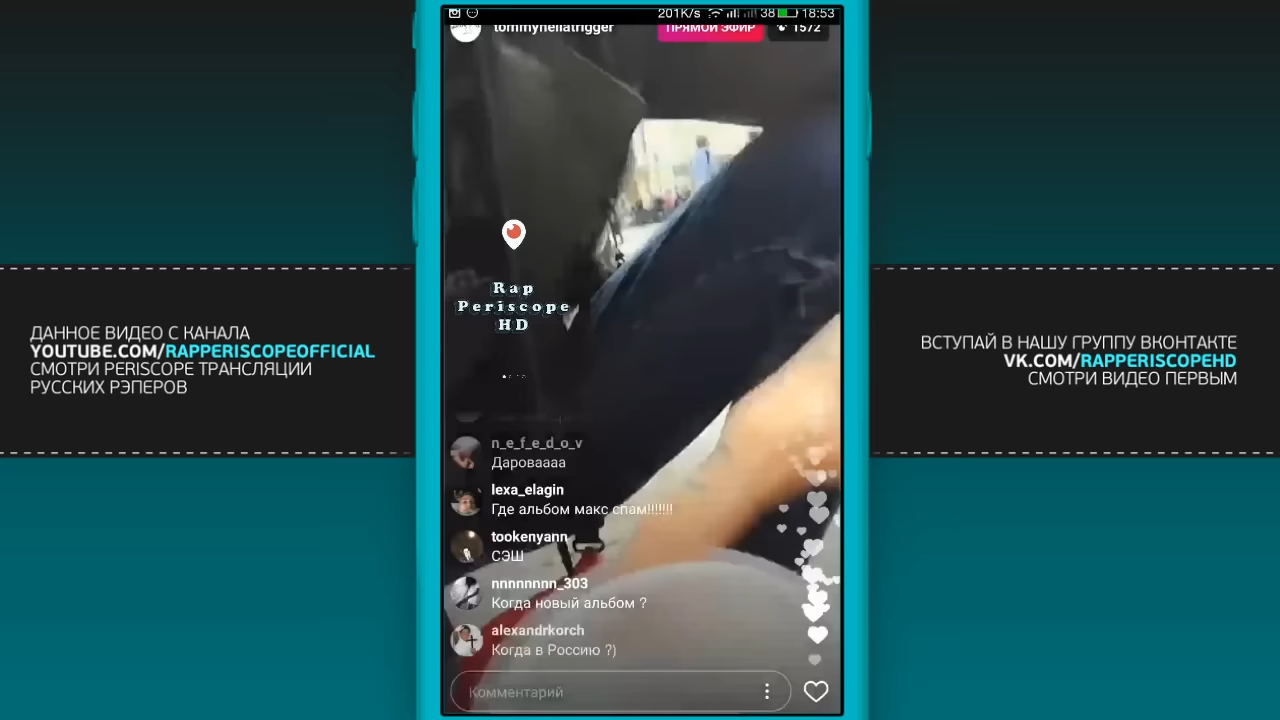 201K/s 38 18:53
tommyhellatrigger
ПРЯМОЙ ЭФИР 1572
Rap
Periscope
HD
ДАННОЕ ВИДЕО С КАНАЛА
YOUTUBE.COM/RAPPERISCOPEOFFICIAL
СМОТРИ PERISCOPE ТРАНСЛЯЦИИ
РУССКИХ РЭПЕРОВ
ВСТУПАЙ В НАШУ ГРУППУ ВКОНТАКТЕ
VK.COM/RAPPERISCOPEHD
СМОТРИ ВИДЕО ПЕРВЫМ
n_e_f_e_d_o_v
Дароваааа
lexa_elagin
Где альбом макс спам!!!!!!!
tookenyann
СЭШ
nnnnnnnn_303
Когда новый альбом ?
alexandrkorch
Когда в Россию ?)
Комментарий